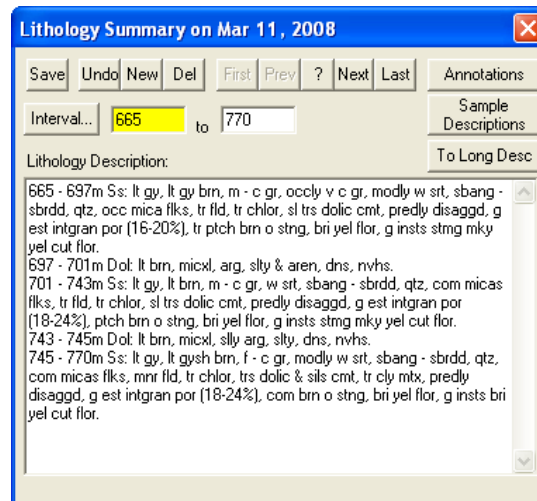 Lithology Summary on Mar 11, 2008
Save Undo New Del First Prev ? Next Last Annotations
Interval... 665 to 770 Sample Descriptions
Lithology Description: To Long Desc
665 - 697m Ss: lt gy, lt gy brn, m - c gr, occly v c gr, modly w srt, sbang -
sbrdd, qtz, occ mica flks, tr fld, tr chlor, sl trs dolic cmt, predly disaggd, g
est intgran por (16-20%), tr ptch brn o stng, bri yel flor, g insts stmg mky
yel cut flor.
697 - 701m Dol: lt brn, micxl, arg, slty & aren, dns, nvhs.
701 - 743m Ss: lt gy, lt brn, m - c gr, w srt, sbang - sbrdd, qtz, com micas
flks, tr fld, tr chlor, sl trs dolic cmt, predly disaggd, g est intgran por
(18-24%), ptch brn o stng, bri yel flor, g insts stmg mky yel cut flor.
743 - 745m Ss: lt brn, micxl, slly arg, slty, dns, nvhs.
745 - 770m Ss: lt gy, lt gysh brn, f - c gr, modly w srt, sbang - sbrdd, qtz,
com micas flks, mnr fld, tr chlor, trs dolic & sils cmt, tr cly mtx, predly
disaggd, g est intgran por (18-24%), com brn o stng, bri yel flor, g insts bri
yel cut flor.